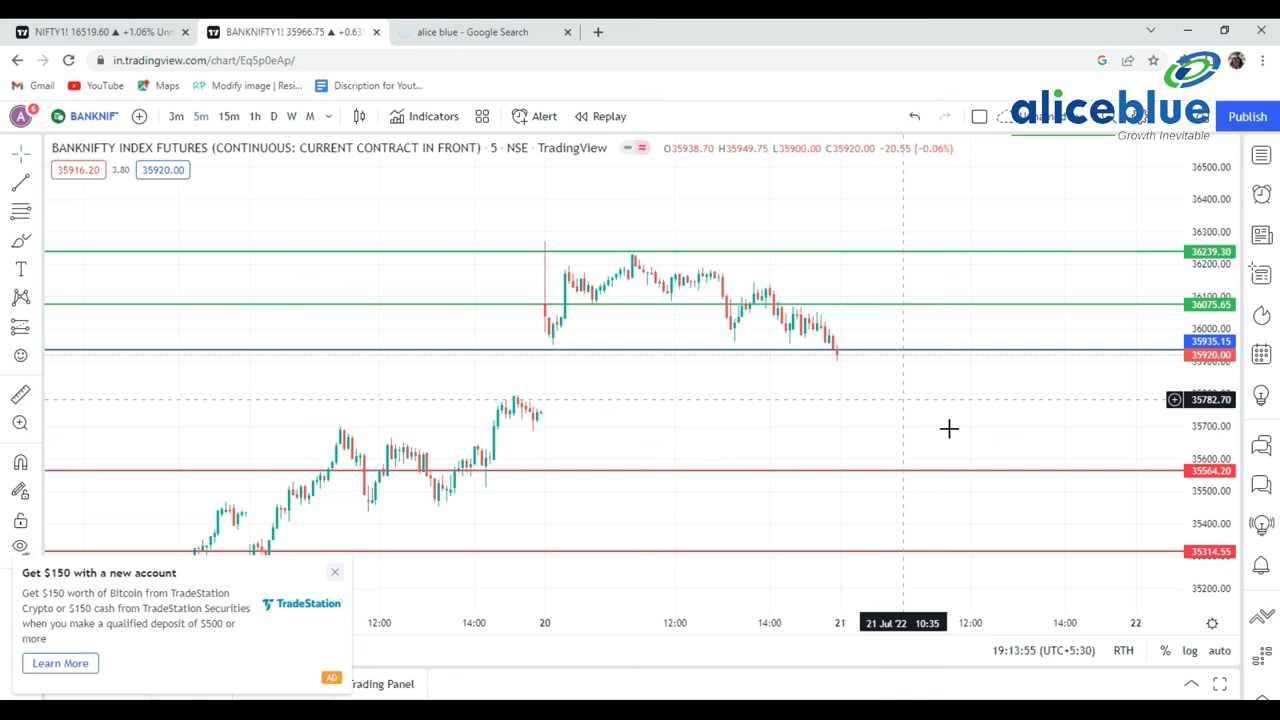 NIFTY1! 16519.60 ▲ +1.06% Unn
BANKNIFTY1! 35966.75 ▲ +0.63
alice blue - Google Search
in.tradingview.com/chart/Eq5p0eAp/
Gmail
YouTube
Maps
Modify image | Resi...
Discription for Yout...
aliceblue
Growth Inevitable
A
6
BANKNIF
3m
5m
15m
1h
D
W
M
Indicators
Alert
Replay
Publish
BANKNIFTY INDEX FUTURES (CONTINUOUS: CURRENT CONTRACT IN FRONT) · 5 · NSE · TradingView
O35938.70 H35949.75 L35900.00 C35920.00 -20.55 (-0.06%)
35916.20
3.80
35920.00
36500.00
36400.00
36300.00
36239.30
36200.00
36100.00
36075.65
36000.00
35935.15
35920.00
35782.70
35700.00
35600.00
35564.20
35500.00
35400.00
35314.55
35200.00
Get $150 with a new account
Get $150 worth of Bitcoin from TradeStation
Crypto or $150 cash from TradeStation Securities
when you make a qualified deposit of $500 or
more
TradeStation
Learn More
AD
12:00
14:00
20
12:00
14:00
21
21 Jul '22 10:35
12:00
14:00
22
19:13:55 (UTC+5:30)
RTH
%
log
auto
Trading Panel